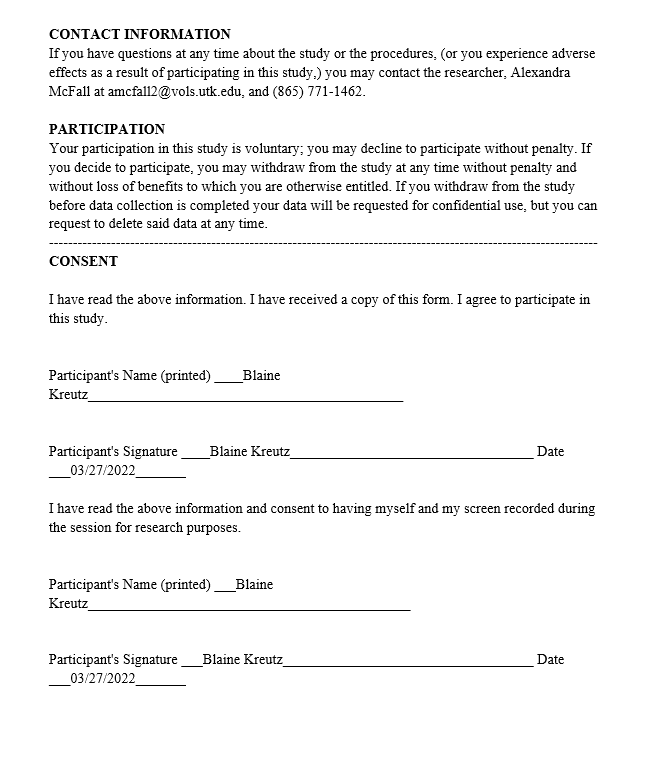 CONTACT INFORMATION
If you have questions at any time about the study or the procedures, (or you experience adverse
effects as a result of participating in this study,) you may contact the researcher, Alexandra
McFall at amcfall2@vols.utk.edu, and (865) 771-1462.
PARTICIPATION
Your participation in this study is voluntary; you may decline to participate without penalty. If
you decide to participate, you may withdraw from the study at any time without penalty and
without loss of benefits to which you are otherwise entitled. If you withdraw from the study
before data collection is completed your data will be requested for confidential use, but you can
request to delete said data at any time.
--------------------------------------------------------------------------------------------------------------------
CONSENT
I have read the above information. I have received a copy of this form. I agree to participate in
this study.
Participant's Name (printed) ____Blaine
Kreutz_____________________________________________
Participant's Signature ____Blaine Kreutz___________________________________ Date
___03/27/2022_______
I have read the above information and consent to having myself and my screen recorded during
the session for research purposes.
Participant's Name (printed) ___Blaine
Kreutz______________________________________________
Participant's Signature ___Blaine Kreutz____________________________________ Date
___03/27/2022_______